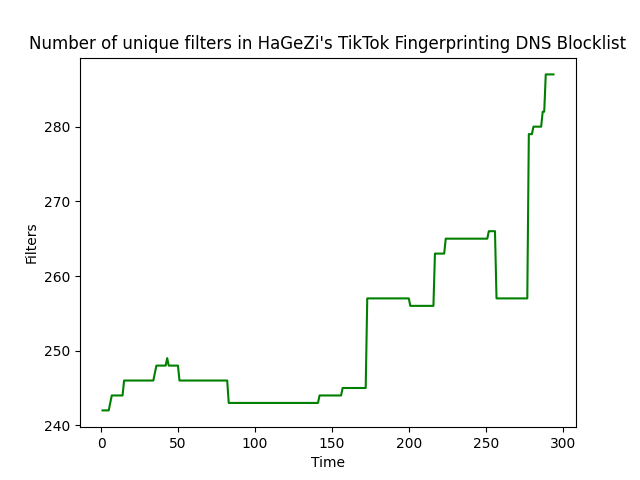 Number of unique filters in HaGeZi's TikTok Fingerprinting DNS Blocklist
280
270
260
250
240
Filters
0 50 100 150 200 250 300
Time